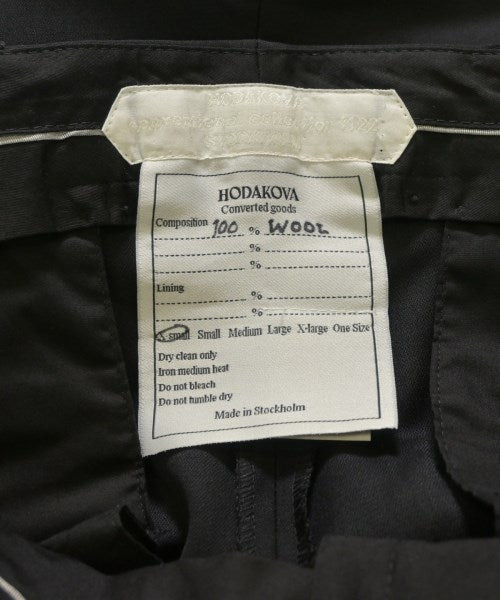 HODAKOVA
HODAKOVA
Converted goods
Composition 100 % WOOL
%
%
Lining
%
%
X-small Small Medium Large X-large One Size
Dry clean only
Iron medium heat
Do not bleach
Do not tumble dry
Made in Stockholm